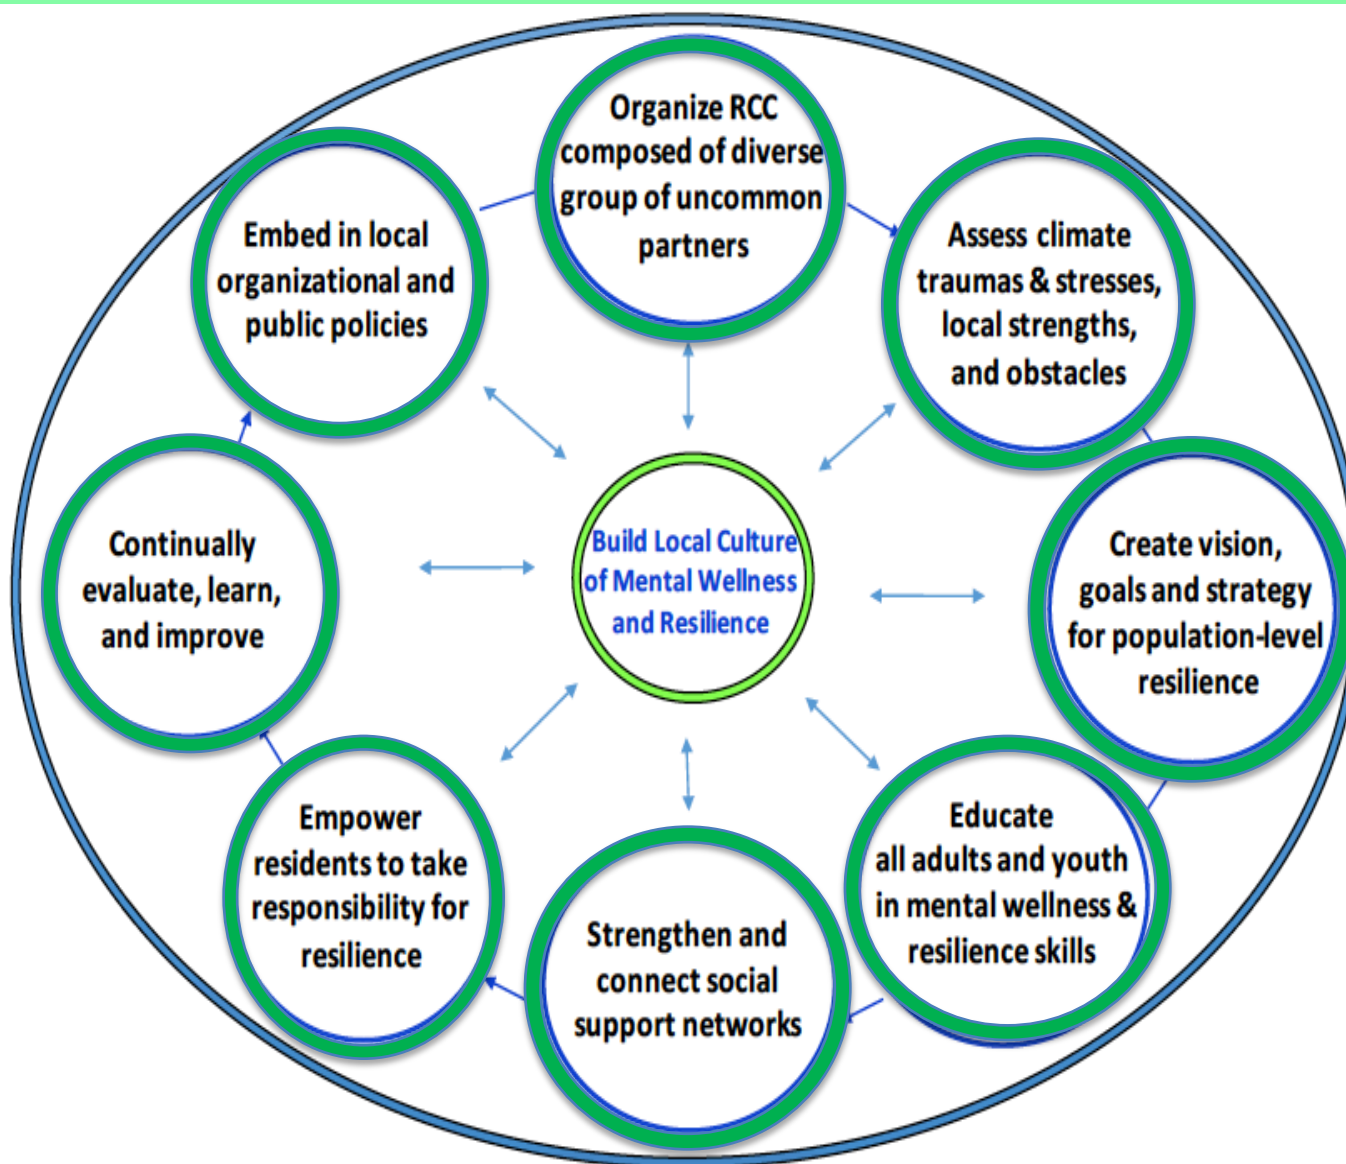 Organize RCC
composed of diverse
group of uncommon
partners
Assess climate
traumas & stresses,
local strengths,
and obstacles
Create vision,
goals and strategy
for population-level
resilience
Educate
all adults and youth
in mental wellness &
resilience skills
Strengthen and
connect social
support networks
Empower
residents to take
responsibility for
resilience
Continually
evaluate, learn,
and improve
Embed in local
organizational and
public policies
Build Local Culture
of Mental Wellness
and Resilience